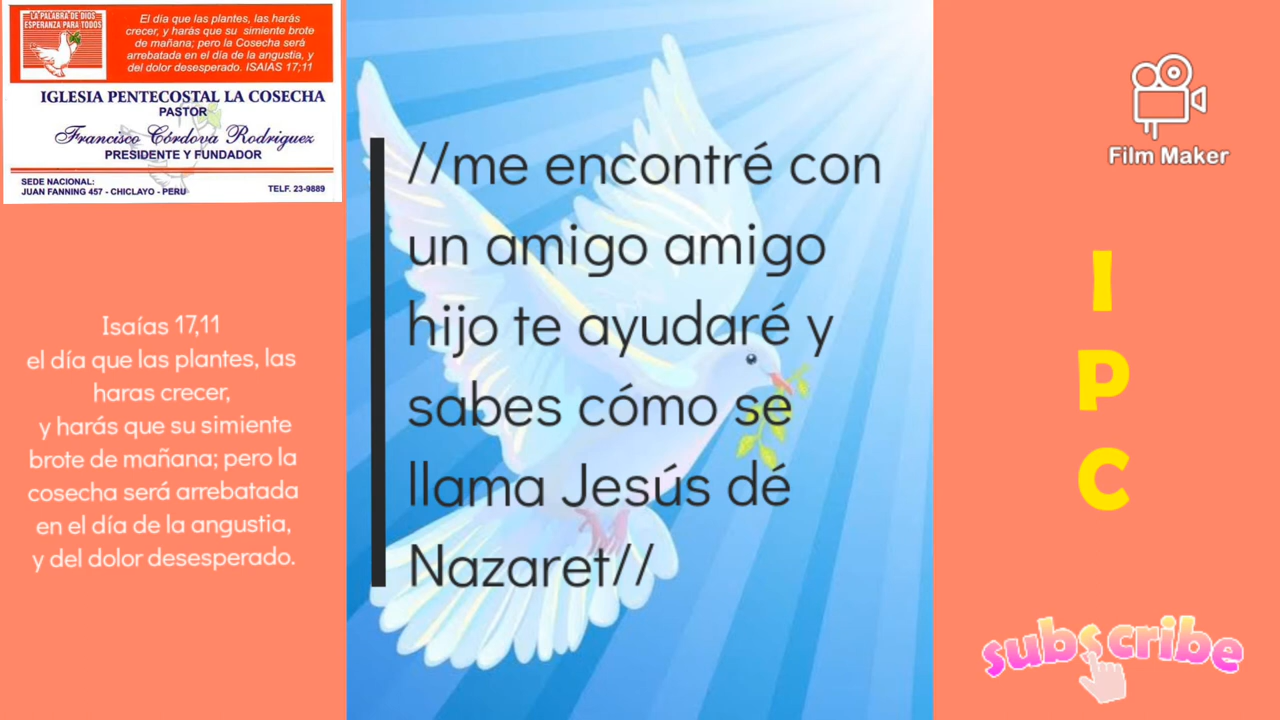 LA PALABRA DE DIOS
ESPERANZA PARA TODOS
El día que las plantes, las harás
crecer, y harás que su simiente brote
de mañana; pero la Cosecha será
arrebatada en el día de la angustia, y
del dolor desesperado. ISAIAS 17;11
IGLESIA PENTECOSTAL LA COSECHA
PASTOR
Francisco Córdova Rodriguez
PRESIDENTE Y FUNDADOR
SEDE NACIONAL:
JUAN FANNING 457 - CHICLAYO - PERU
TELF. 23-9889
Isaías 17,11
el día que las plantes, las
haras crecer,
y harás que su simiente
brote de mañana; pero la
cosecha será arrebatada
en el día de la angustia,
y del dolor desesperado.
//me encontré con
un amigo amigo
hijo te ayudaré y
sabes cómo se
llama Jesús dé
Nazaret//
Film Maker
I
P
C
subscribe